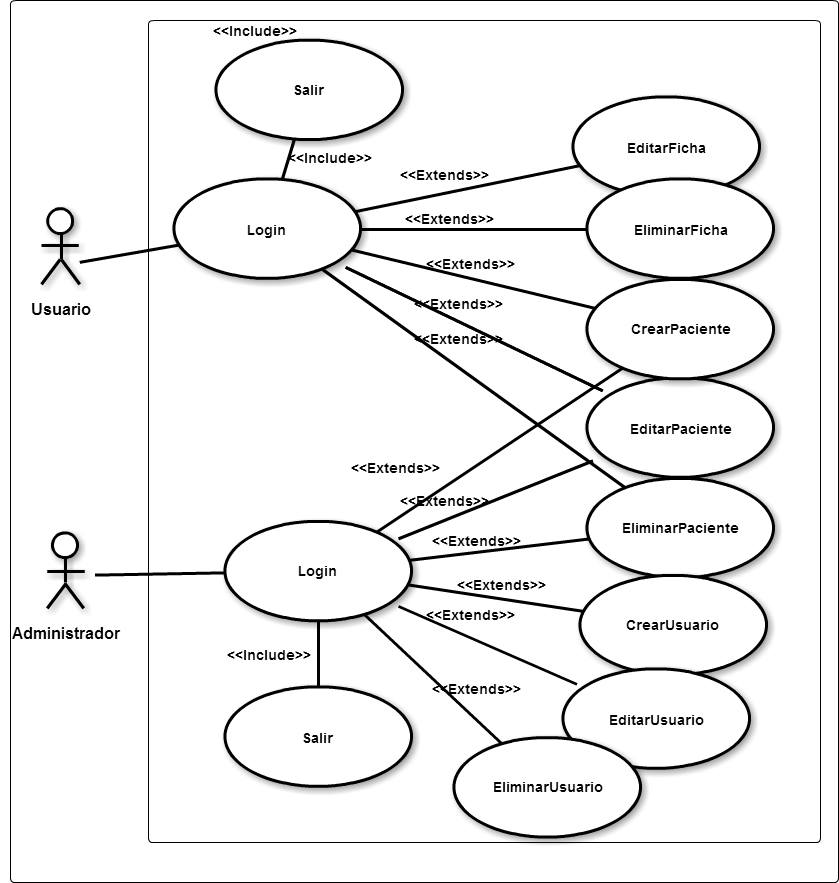 <<Include>>
Salir
<<Include>>
EditarFicha
<<Extends>>
<<Extends>>
Login
EliminarFicha
<<Extends>>
Usuario
<<Extends>>
CrearPaciente
<<Extends>>
EditarPaciente
<<Extends>>
<<Extends>>
EliminarPaciente
<<Extends>>
Login
<<Extends>>
Administrador
<<Extends>>
CrearUsuario
<<Include>>
<<Extends>>
EditarUsuario
Salir
EliminarUsuario